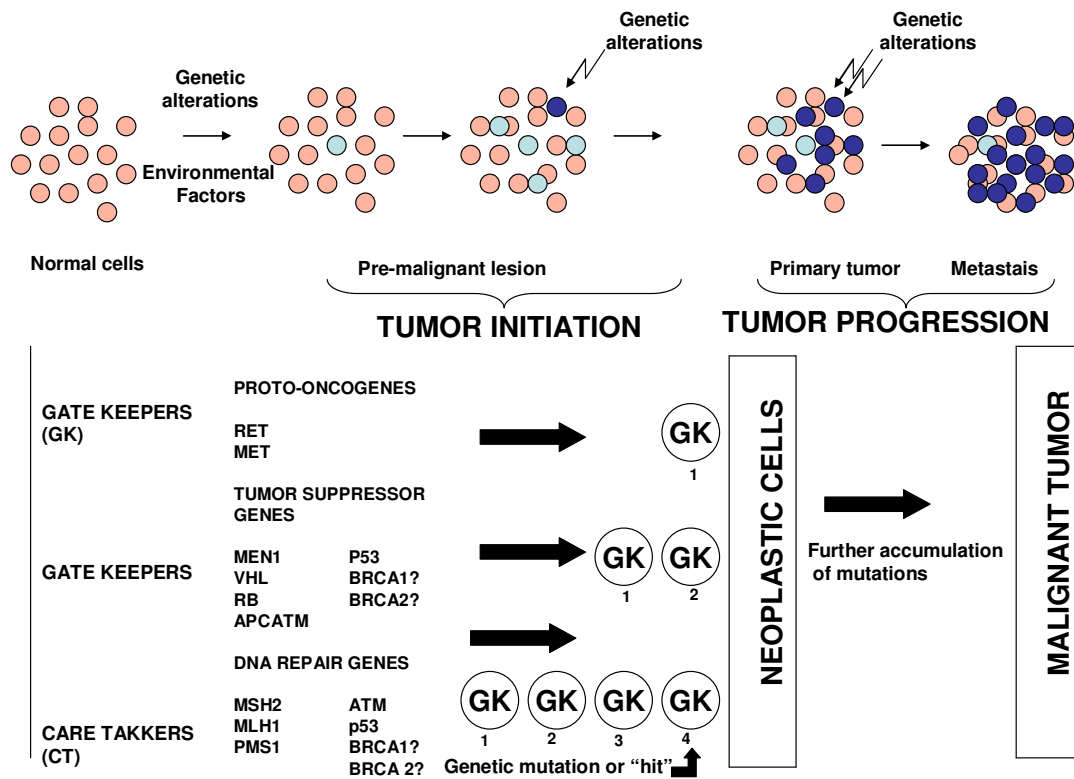 Genetic
alterations
Genetic
alterations
Genetic
alterations
Environmental
Factors
Normal cells
Pre-malignant lesion
Primary tumor
Metastais
TUMOR INITIATION
TUMOR PROGRESSION
GATE KEEPERS
(GK)
PROTO-ONCOGENES
RET
MET
GK
1
TUMOR SUPPRESSOR
GENES
GATE KEEPERS
MEN1 P53
VHL BRCA1?
RB BRCA2?
APCATM
GK GK
1 2
DNA REPAIR GENES
CARE TAKKERS
(CT)
MSH2 ATM
MLH1 p53
PMS1 BRCA1?
BRCA 2?
GK GK GK GK
1 2 3 4
Genetic mutation or “hit”
NEOPLASTIC CELLS
Further accumulation
of mutations
MALIGNANT TUMOR